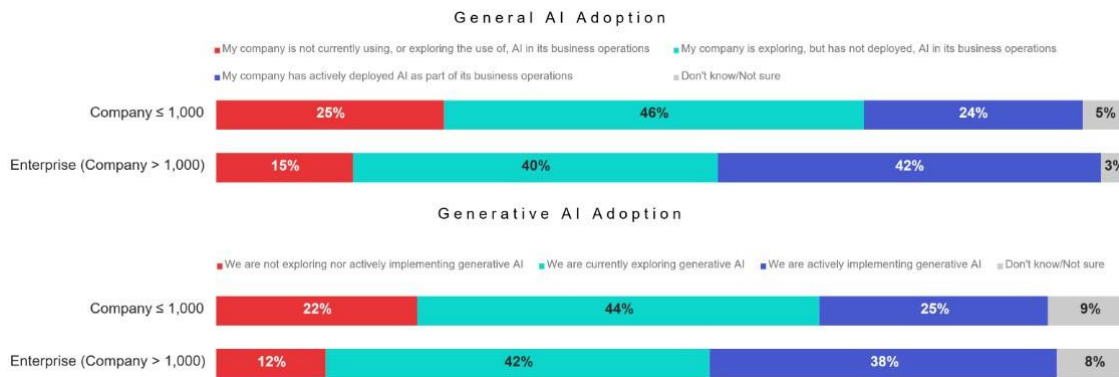 General AI Adoption
My company is not currently using, or exploring the use of, AI in its business operations My company is exploring, but has not deployed, AI in its business operations
My company has actively deployed AI as part of its business operations Don't know/Not sure
Company ≤ 1,000 25% 46% 24% 5%
Enterprise (Company > 1,000) 15% 40% 42% 3%
Generative AI Adoption
We are not exploring nor actively implementing generative AI We are currently exploring generative AI We are actively implementing generative AI Don't know/Not sure
Company ≤ 1,000 22% 44% 25% 9%
Enterprise (Company > 1,000) 12% 42% 38% 8%